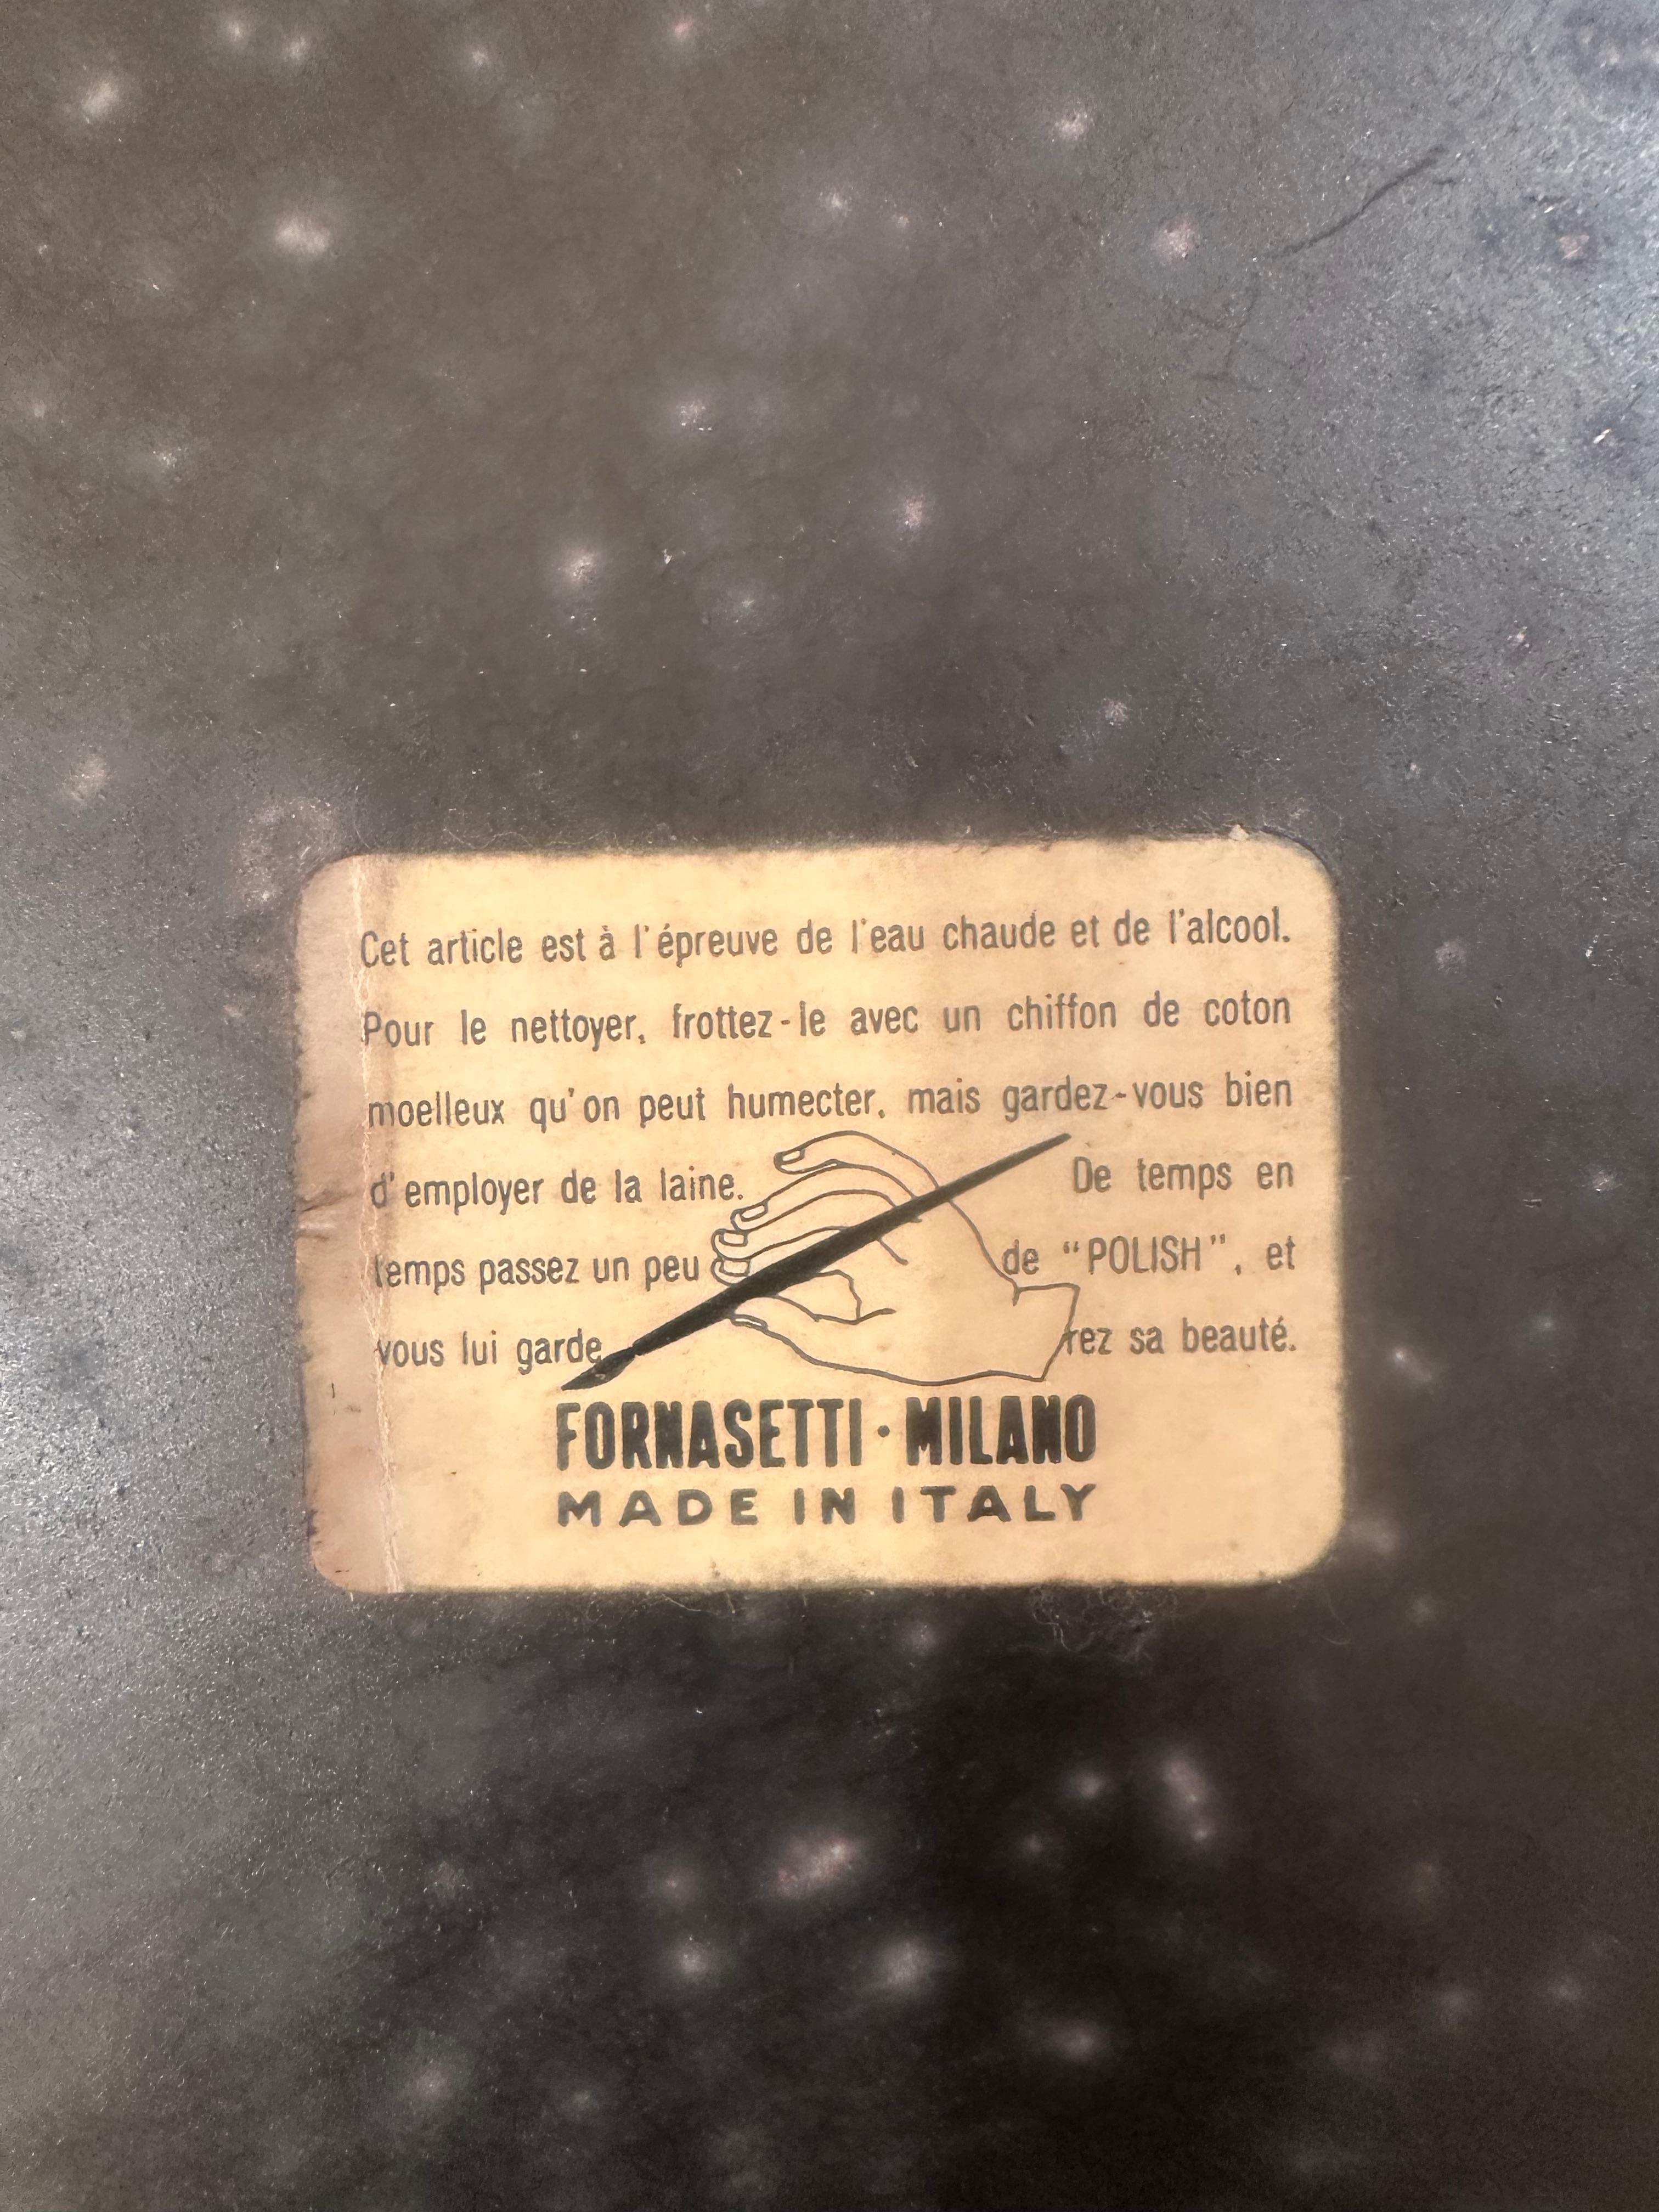 Cet article est à l'épreuve de l'eau chaude et de l'alcool.
Pour le nettoyer, frottez-le avec un chiffon de coton
moelleux qu'on peut humecter, mais gardez-vous bien
d'employer de la laine. De temps en
temps passez un peu de "POLISH", et
vous lui garde rez sa beauté.
FORNASETTI · MILANO
MADE IN ITALY